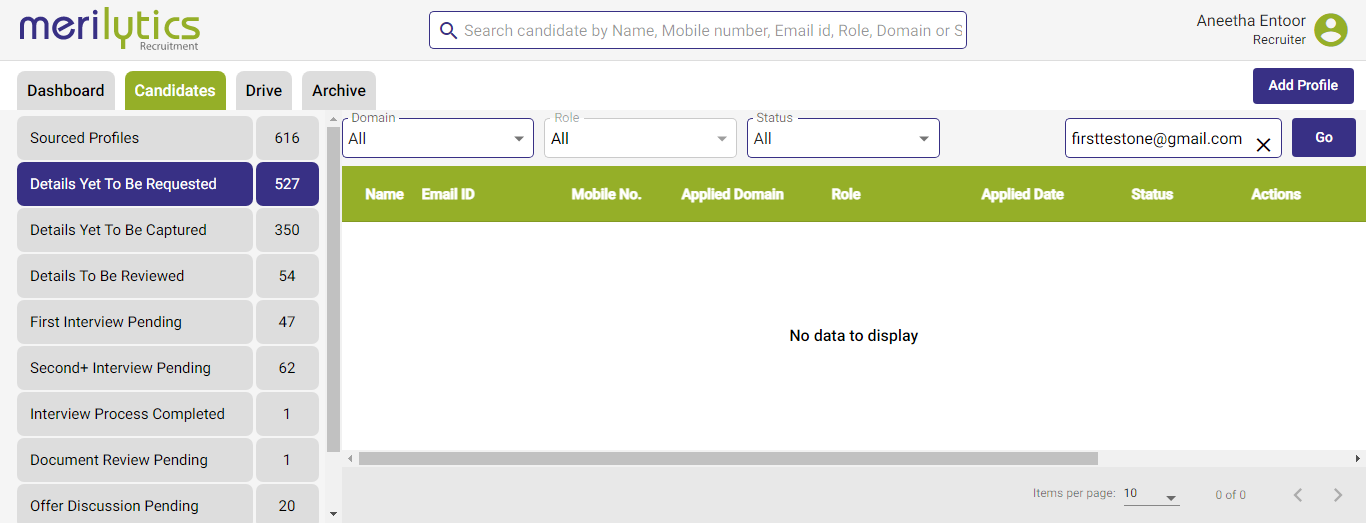 merilytics
Recruitment
Search candidate by Name, Mobile number, Email id, Role, Domain or S
Aneetha Entoor
Recruiter
Dashboard
Candidates
Drive
Archive
Add Profile
Sourced Profiles 616
Details Yet To Be Requested 527
Details Yet To Be Captured 350
Details To Be Reviewed 54
First Interview Pending 47
Second+ Interview Pending 62
Interview Process Completed 1
Document Review Pending 1
Offer Discussion Pending 20
Domain
All
Role
All
Status
All
firsttestone@gmail.com
Go
Name Email ID Mobile No. Applied Domain Role Applied Date Status Actions
No data to display
Items per page: 10 0 of 0